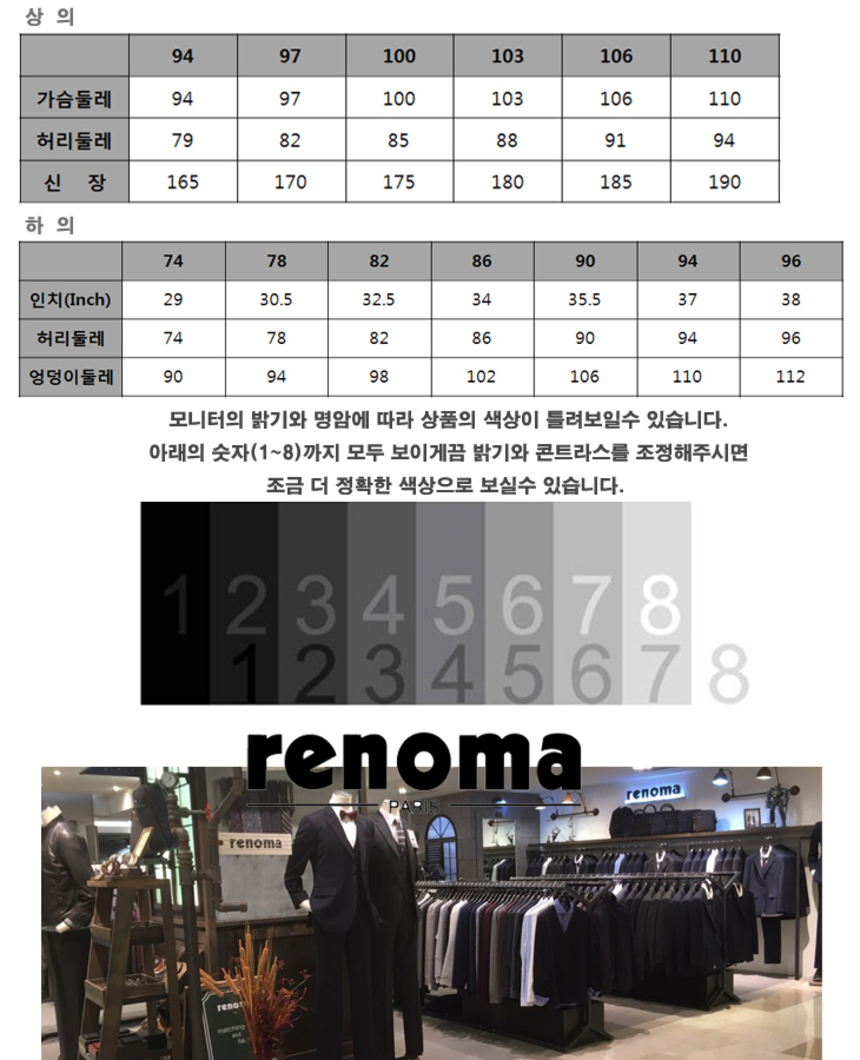 상 의
94 97 100 103 106 110
가슴둘레 94 97 100 103 106 110
허리둘레 79 82 85 88 91 94
신 장 165 170 175 180 185 190
하 의
74 78 82 86 90 94 96
인치(Inch) 29 30.5 32.5 34 35.5 37 38
허리둘레 74 78 82 86 90 94 96
엉덩이둘레 90 94 98 102 106 110 112
모니터의 밝기와 명암에 따라 상품의 색상이 틀려보일수 있습니다.
아래의 숫자(1~8)까지 모두 보이게끔 밝기와 콘트라스를 조정해주시면
조금 더 정확한 색상으로 보실수 있습니다.
1 2 3 4 5 6 7 8
1 2 3 4 5 6 7 8
renoma
PARIS
renoma
renoma
renoma
matching
and